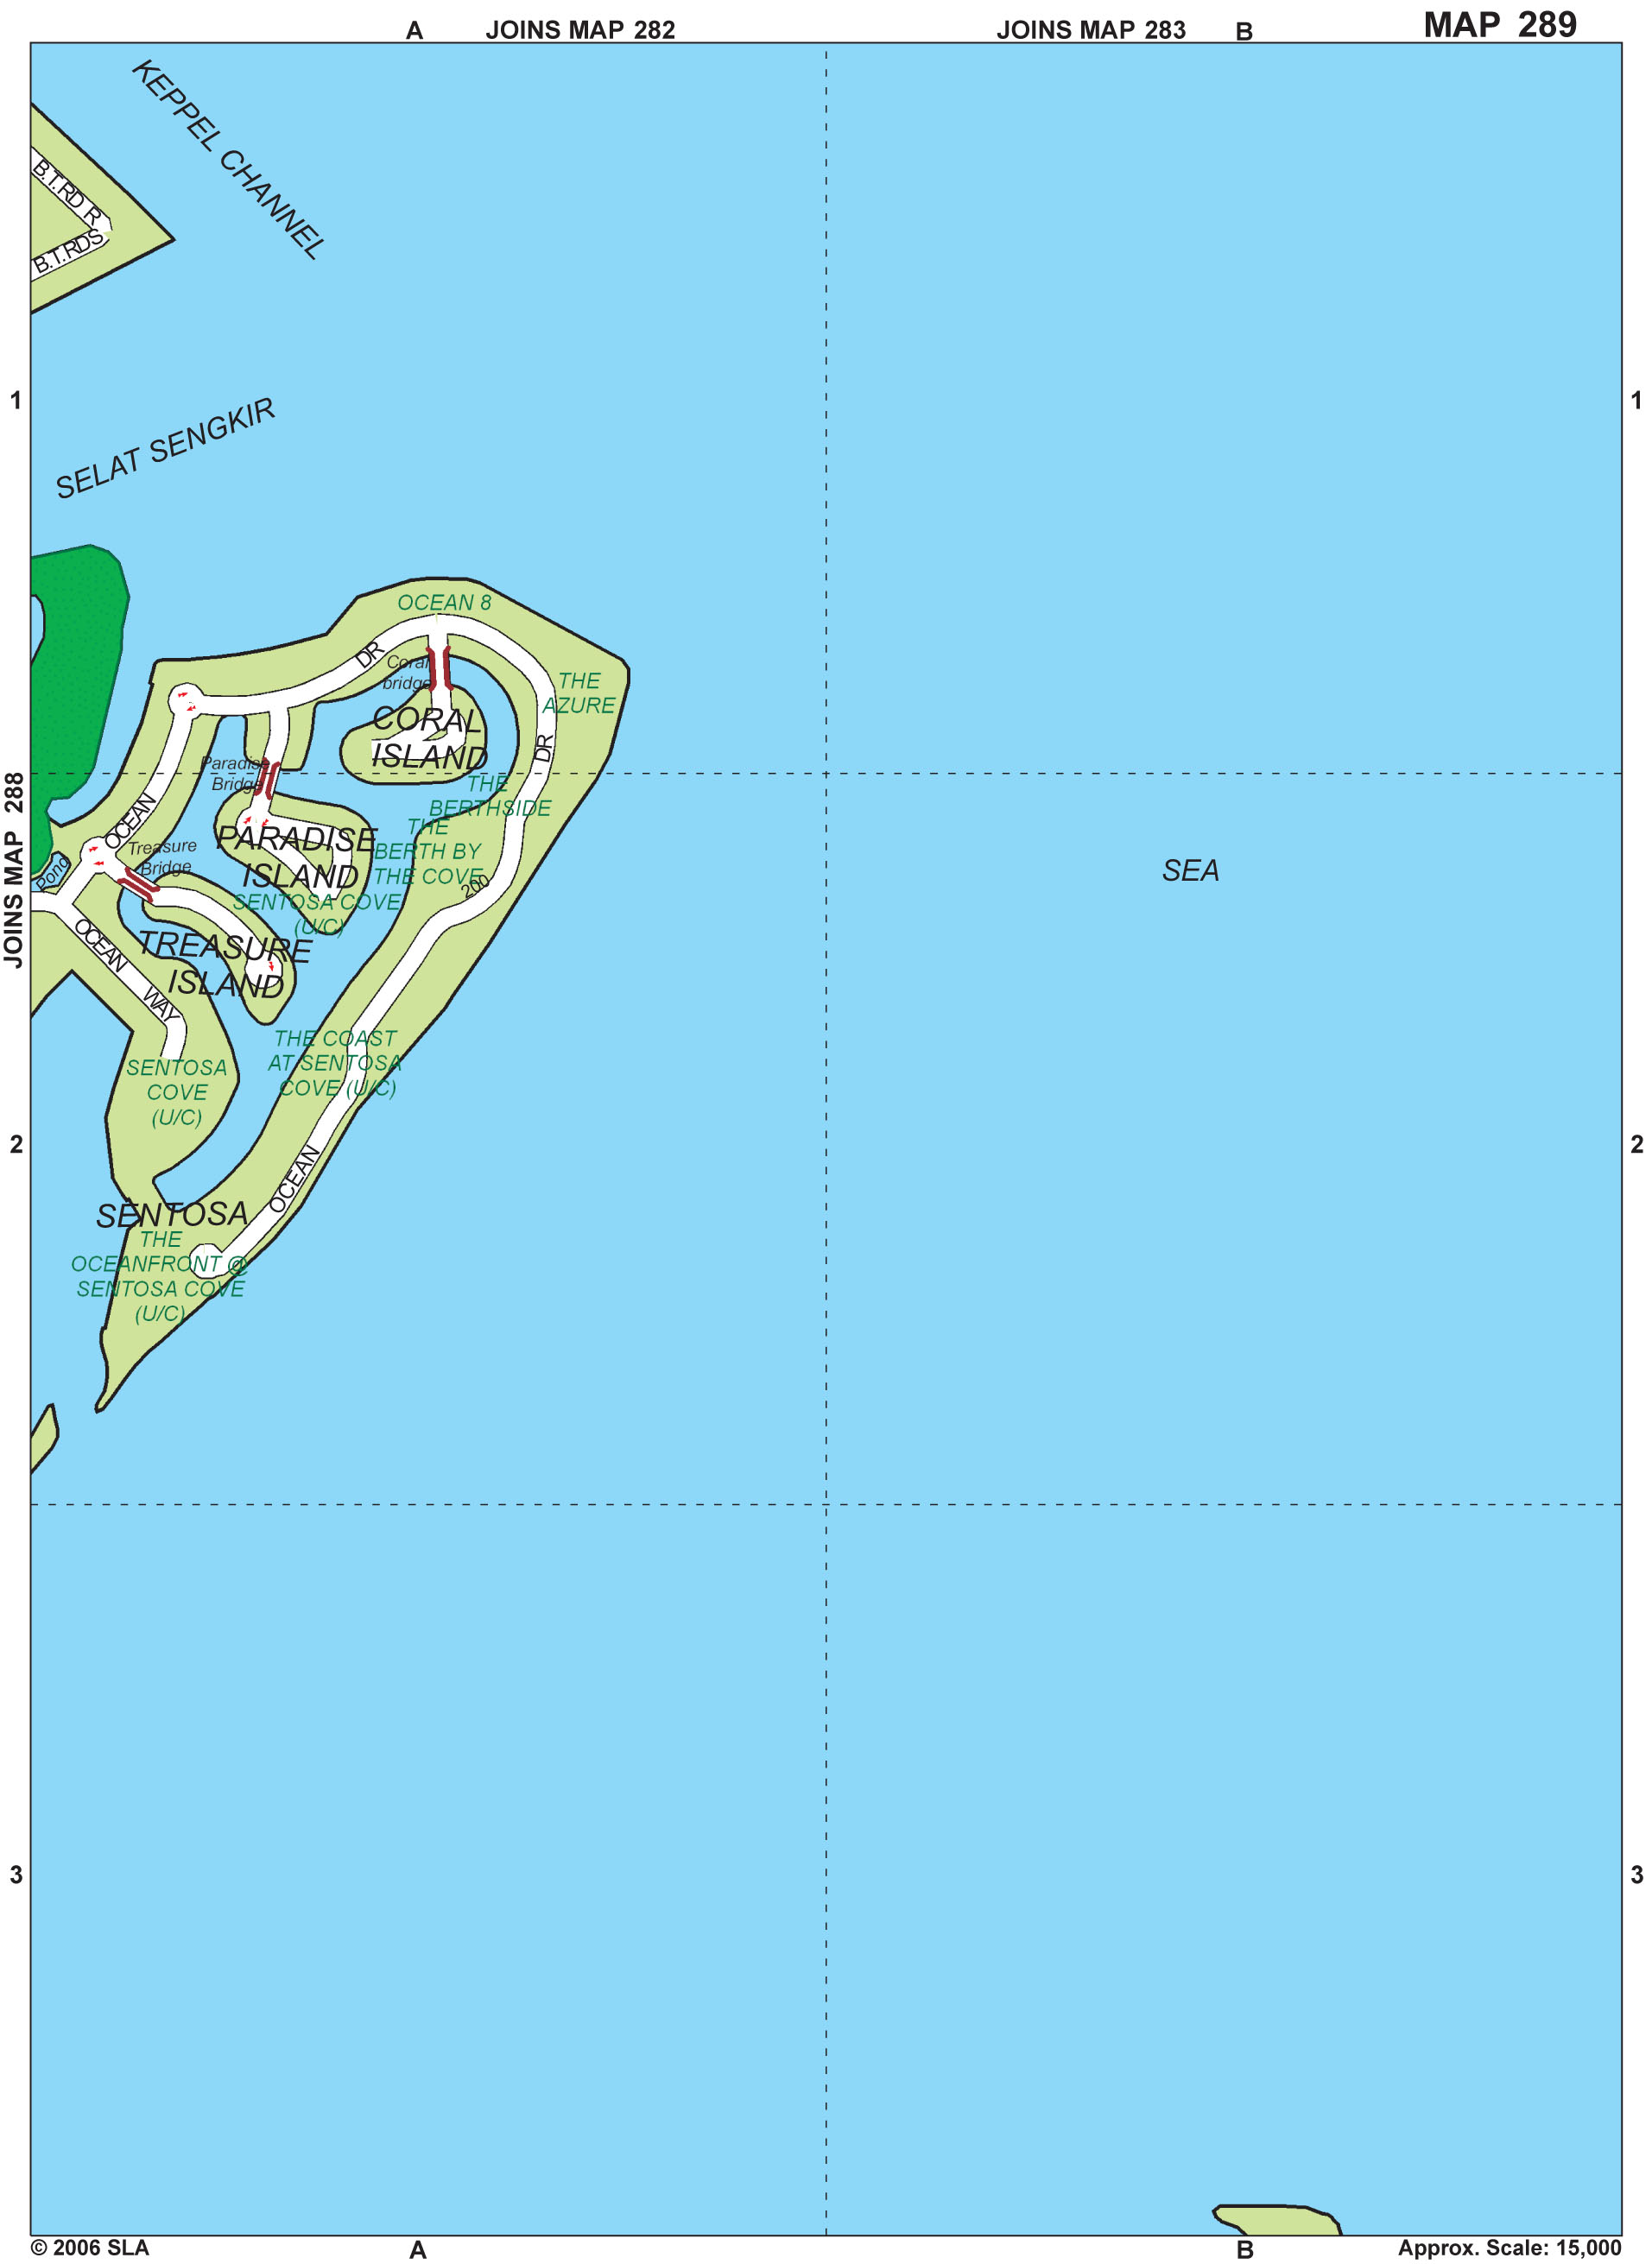 A
JOINS MAP 282
JOINS MAP 283
B
MAP 289
KEPPEL CHANNEL
B.T.RD R
B.T.RDS
1
1
SELAT SENGKIR
OCEAN 8
DR
Coral
bridge
THE
AZURE
CORAL
ISLAND
DR
Paradise
Bridge
THE
BERTHSIDE
JOINS MAP 288
OCEAN
THE
BERTH BY
THE COVE
PARADISE
ISLAND
Treasure
Bridge
Pong
200
SEA
SENTOSA COVE
(U/C)
OCEAN
WAY
TREASURE
ISLAND
THE COAST
AT SENTOSA
COVE (U/C)
SENTOSA
COVE
(U/C)
2
2
OCEAN
SENTOSA
THE
OCEANFRONT @
SENTOSA COVE
(U/C)
3
3
© 2006 SLA
A
B
Approx. Scale: 15,000